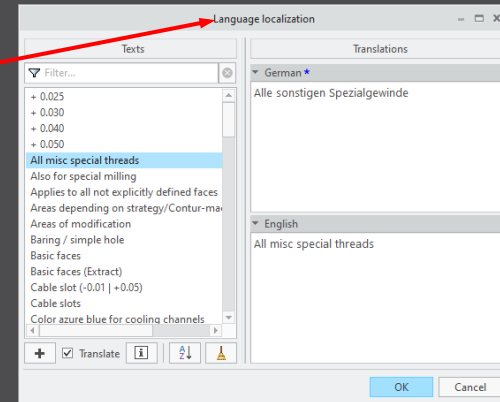 Language localization
Texts
Filter...
+ 0.025
+ 0.030
+ 0.040
+ 0.050
All misc special threads
Also for special milling
Applies to all not explicitly defined faces
Areas depending on strategy/Contur-ma
Areas of modification
Baring / simple hole
Basic faces
Basic faces (Extract)
Cable slot (-0.01 | +0.05)
Cable slots
Color azure blue for cooling channels
Translate
Translations
German *
Alle sonstigen Spezialgewinde
English
All misc special threads
OK
Cancel